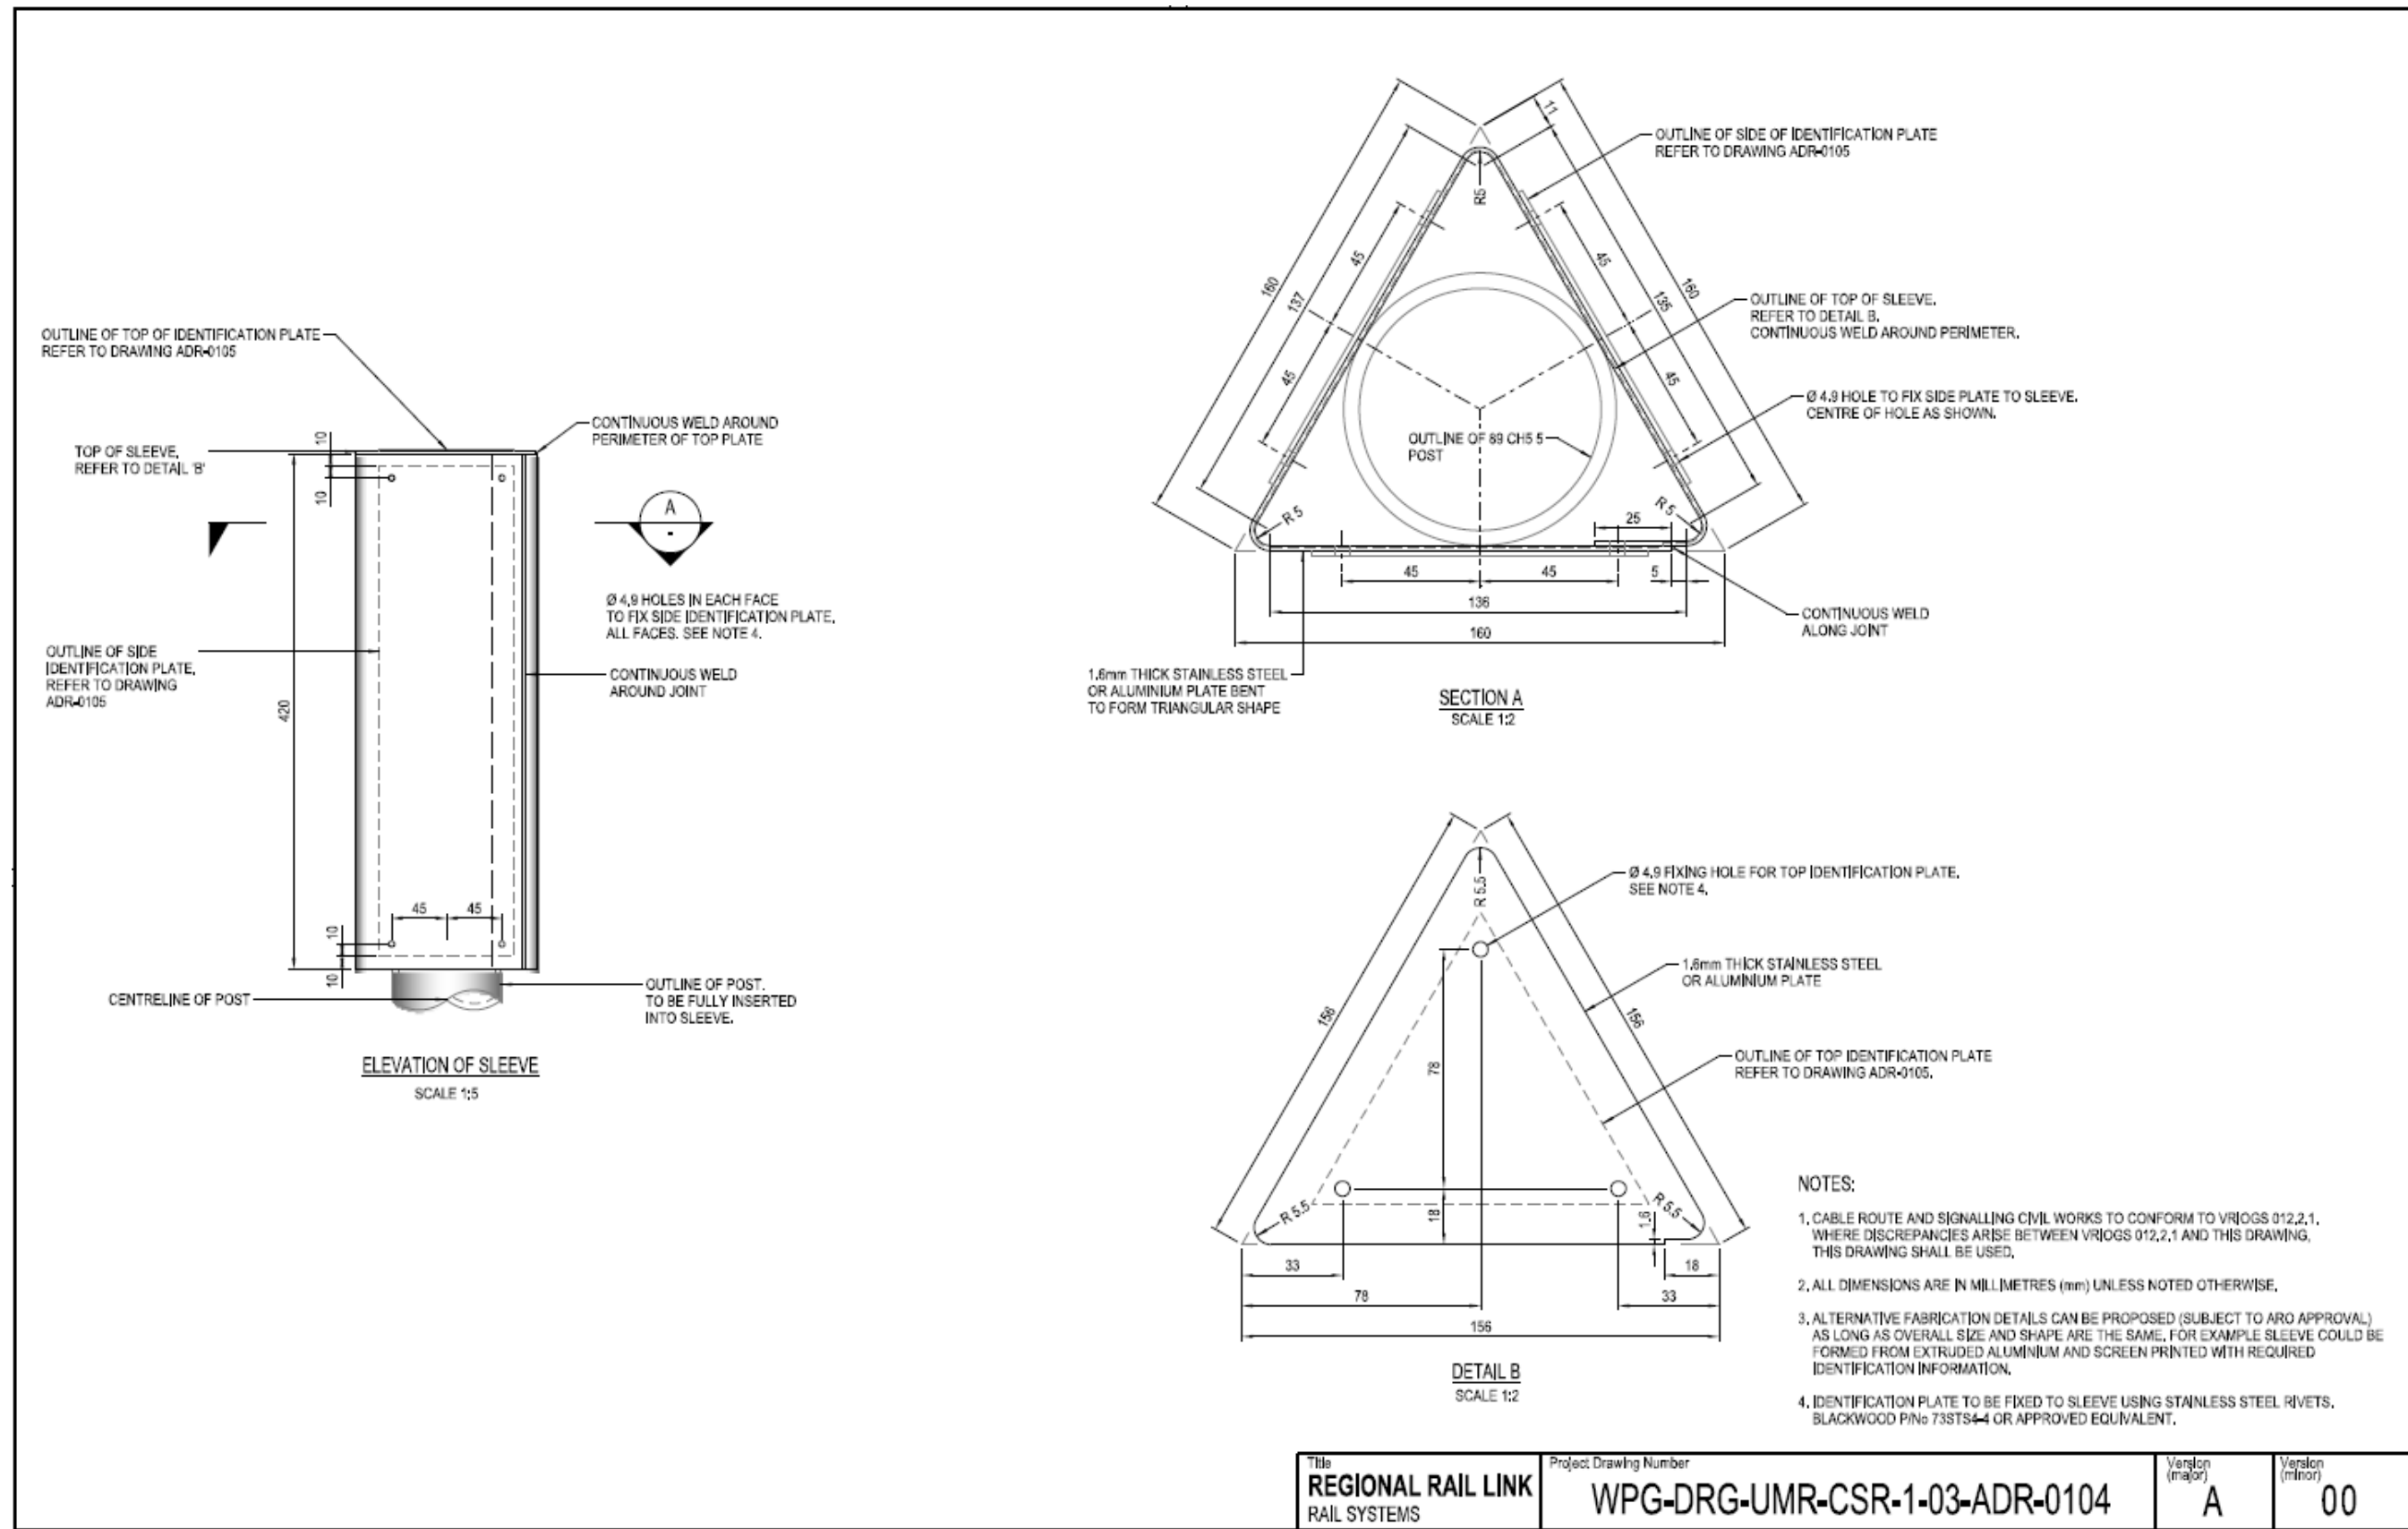 OUTLINE OF TOP OF IDENTIFICATION PLATE
REFER TO DRAWING ADR-0105
TOP OF SLEEVE,
REFER TO DETAIL 'B'
CONTINUOUS WELD AROUND
PERIMETER OF TOP PLATE
10
10
A
-
Ø 4.9 HOLES IN EACH FACE
TO FIX SIDE IDENTIFICATION PLATE,
ALL FACES. SEE NOTE 4.
OUTLINE OF SIDE
IDENTIFICATION PLATE,
REFER TO DRAWING
ADR-0105
420
CONTINUOUS WELD
AROUND JOINT
45
45
10
10
CENTRELINE OF POST
OUTLINE OF POST.
TO BE FULLY INSERTED
INTO SLEEVE.
ELEVATION OF SLEEVE
SCALE 1:5
11
OUTLINE OF SIDE OF IDENTIFICATION PLATE
REFER TO DRAWING ADR-0105
R5
45
45
160
137
135
160
OUTLINE OF TOP OF SLEEVE.
REFER TO DETAIL B.
CONTINUOUS WELD AROUND PERIMETER.
45
45
Ø 4.9 HOLE TO FIX SIDE PLATE TO SLEEVE.
CENTRE OF HOLE AS SHOWN.
OUTLINE OF 89 CHS 5
POST
R 5
R 5
25
45
45
5
136
160
CONTINUOUS WELD
ALONG JOINT
1.6mm THICK STAINLESS STEEL
OR ALUMINIUM PLATE BENT
TO FORM TRIANGULAR SHAPE
SECTION A
SCALE 1:2
Ø 4.9 FIXING HOLE FOR TOP IDENTIFICATION PLATE.
SEE NOTE 4.
R 5.5
1.6mm THICK STAINLESS STEEL
OR ALUMINIUM PLATE
156
156
OUTLINE OF TOP IDENTIFICATION PLATE
REFER TO DRAWING ADR-0105.
78
R 5.5
18
1.6
R 5.5
33
18
78
33
156
DETAIL B
SCALE 1:2
NOTES:
1. CABLE ROUTE AND SIGNALLING CIVIL WORKS TO CONFORM TO VRIOGS 012.2.1.
WHERE DISCREPANCIES ARISE BETWEEN VRIOGS 012.2.1 AND THIS DRAWING,
THIS DRAWING SHALL BE USED.
2. ALL DIMENSIONS ARE IN MILLIMETRES (mm) UNLESS NOTED OTHERWISE.
3. ALTERNATIVE FABRICATION DETAILS CAN BE PROPOSED (SUBJECT TO ARO APPROVAL)
AS LONG AS OVERALL SIZE AND SHAPE ARE THE SAME. FOR EXAMPLE SLEEVE COULD BE
FORMED FROM EXTRUDED ALUMINIUM AND SCREEN PRINTED WITH REQUIRED
IDENTIFICATION INFORMATION.
4. IDENTIFICATION PLATE TO BE FIXED TO SLEEVE USING STAINLESS STEEL RIVETS.
BLACKWOOD P/No 73STS4-4 OR APPROVED EQUIVALENT.
Title
REGIONAL RAIL LINK
RAIL SYSTEMS
Project Drawing Number
WPG-DRG-UMR-CSR-1-03-ADR-0104
Version
(major)
A
Version
(minor)
00